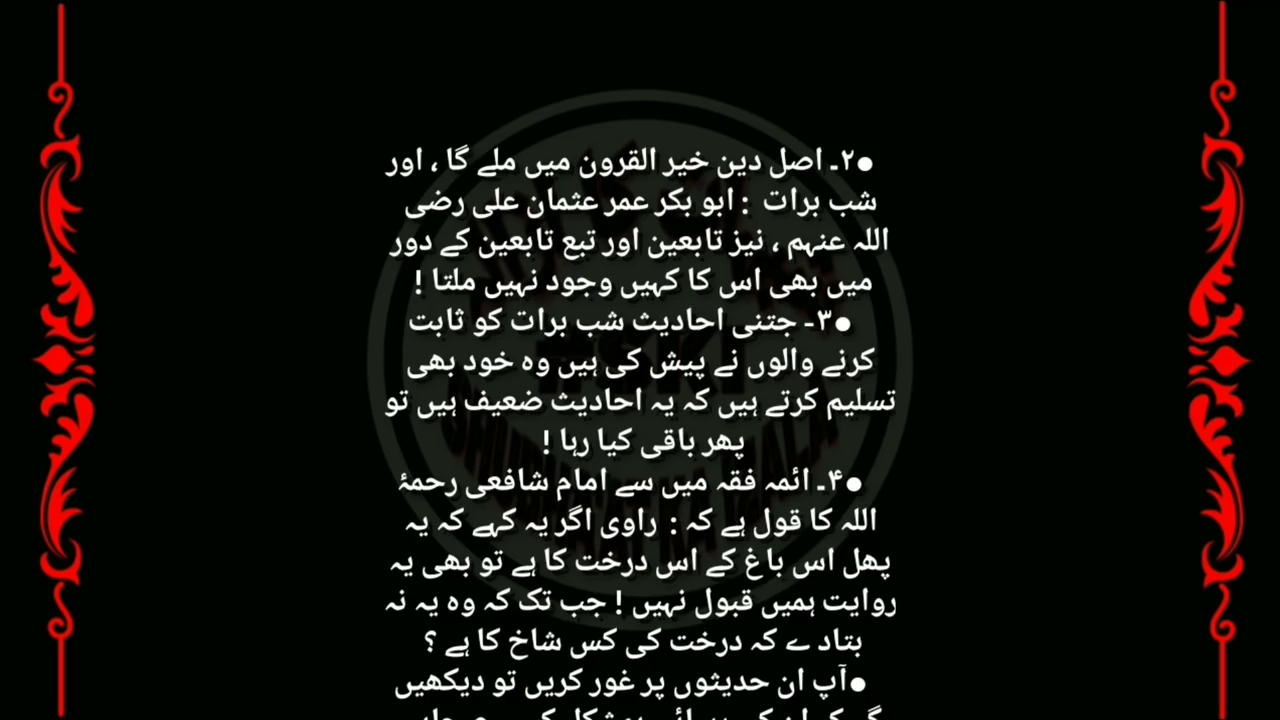 ●۲۔ اصل دین خیر القرون میں ملے گا ، اور
شب برات : ابو بکر عمر عثمان علی رضی
اللہ عنہم ، نیز تابعین اور تبع تابعین کے دور
میں بھی اس کا کہیں وجود نہیں ملتا !
●۳- جتنی احادیث شب برات کو ثابت
کرنے والوں نے پیش کی ہیں وہ خود بھی
تسلیم کرتے ہیں کہ یہ احادیث ضعیف ہیں تو
پھر باقی کیا رہا !
●۴۔ ائمہ فقہ میں سے امام شافعی رحمۂ
اللہ کا قول ہے کہ : راوی اگر یہ کہے کہ یہ
پھل اس باغ کے اس درخت کا ہے تو بھی یہ
روایت ہمیں قبول نہیں ! جب تک کہ وہ یہ نہ
بتاد ے کہ درخت کی کس شاخ کا ہے ؟
●آپ ان حدیثوں پر غور کریں تو دیکھیں